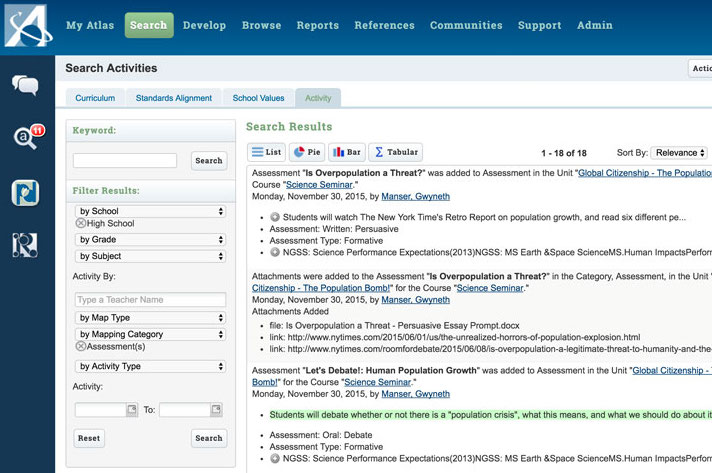 My Atlas Search Develop Browse Reports References Communities Support Admin
11
Search Activities
Actio
Curriculum Standards Alignment School Values Activity
Keyword:
Search
Filter Results:
by School
High School
by Grade
by Subject
Activity By:
Type a Teacher Name
by Map Type
by Mapping Category
Assessment(s)
by Activity Type
Activity:
To:
Reset Search
Search Results
List Pie Bar Tabular 1 - 18 of 18 Sort By: Relevance
Assessment "Is Overpopulation a Threat?" was added to Assessment in the Unit "Global Citizenship - The Population
Course "Science Seminar."
Monday, November 30, 2015, by Manser, Gwyneth
Students will watch The New York Time's Retro Report on population growth, and read six different pe...
Assessment: Written: Persuasive
Assessment Type: Formative
NGSS: Science Performance Expectations(2013)NGSS: MS Earth &Space ScienceMS.Human ImpactsPerform
Attachments were added to the Assessment "Is Overpopulation a Threat?" in the Category, Assessment, in the Unit "
Citizenship - The Population Bomb!" for the Course "Science Seminar."
Monday, November 30, 2015, by Manser, Gwyneth
Attachments Added
file: Is Overpopulation a Threat - Persuasive Essay Prompt.docx
link: http://www.nytimes.com/2015/06/01/us/the-unrealized-horrors-of-population-explosion.html
link: http://www.nytimes.com/roomfordebate/2015/06/08/is-overpopulation-a-legitimate-threat-to-humanity-and-the-
Assessment "Let's Debate!: Human Population Growth" was added to Assessment in the Unit "Global Citizenship - T
Bomb!" for the Course "Science Seminar."
Monday, November 30, 2015, by Manser, Gwyneth
Students will debate whether or not there is a "population crisis", what this means, and what we should do about it
Assessment: Oral: Debate
Assessment Type: Formative
NGSS: Science Performance Expectations(2013)NGSS: MS Earth &Space ScienceMS.Human ImpactsPerform